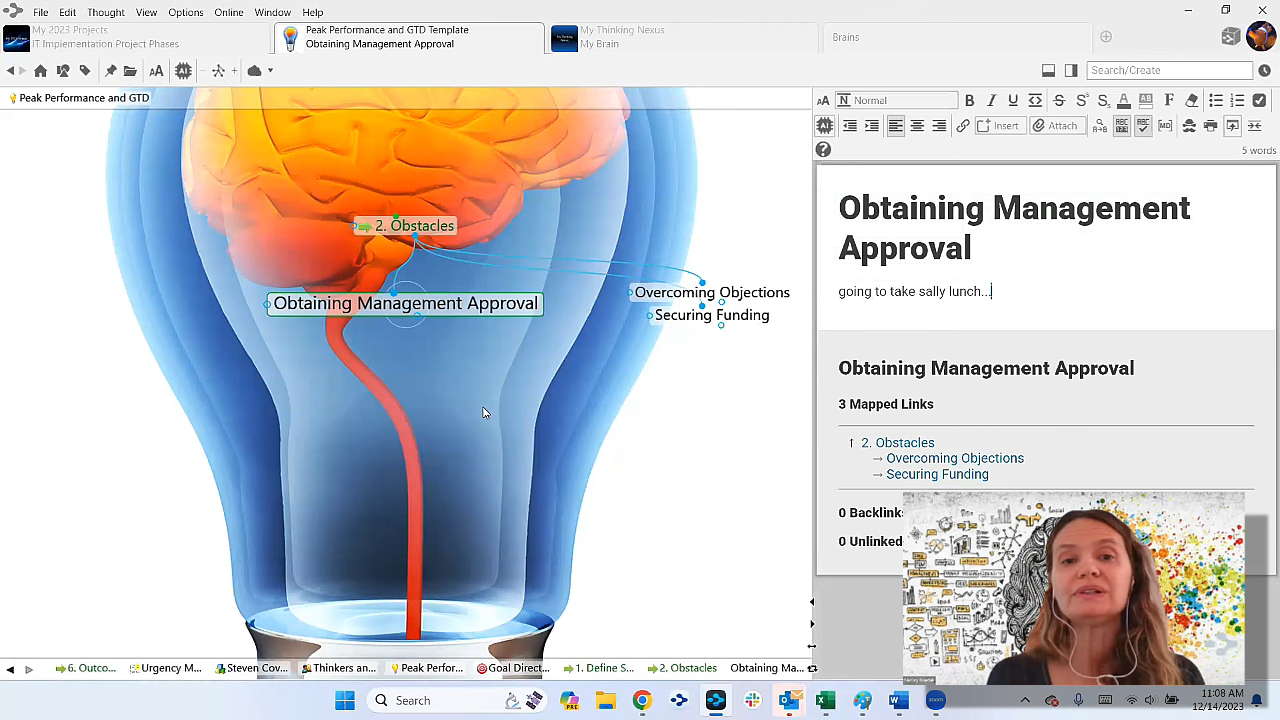 File Edit Thought View Options Online Window Help
My 2023 Projects
IT Implementation Project Phases
Peak Performance and GTD Template
Obtaining Management Approval
My Thinking Nexus
My Brain
Brains
Search/Create
Peak Performance and GTD
Normal
Insert
Attach
5 words
2. Obstacles
Obtaining Management Approval
Overcoming Objections
Securing Funding
Obtaining Management
Approval
going to take sally lunch...
Obtaining Management Approval
3 Mapped Links
↑ 2. Obstacles
→ Overcoming Objections
→ Securing Funding
0 Backlinks
0 Unlinked
6. Outco... Urgency M... Steven Cov... Thinkers an... Peak Perfor... Goal Direct... 1. Define S... 2. Obstacles Obtaining Ma...
Search
11:08 AM
12/14/2023